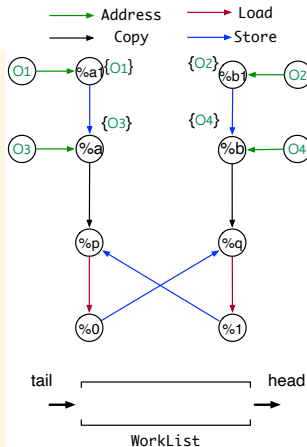 Address Load
Copy Store
O1 %a1 {O1} {O2} %b1 O2
{O3} {O4}
O3 %a %b O4
%p %q
%0 %1
tail head
WorkList